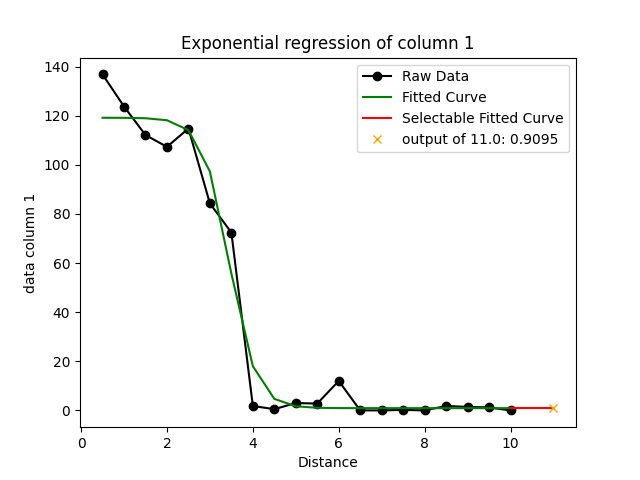 Exponential regression of column 1
Raw Data
Fitted Curve
Selectable Fitted Curve
output of 11.0: 0.9095
data column 1
140
120
100
80
60
40
20
0
0 2 4 6 8 10
Distance